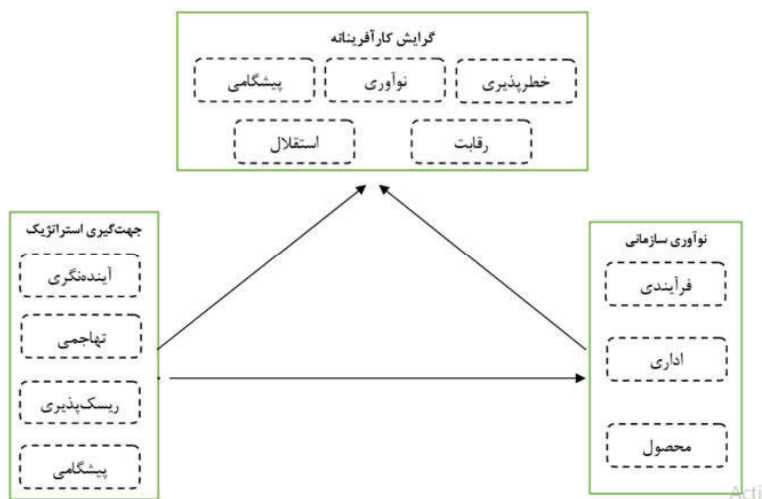 گرایش کارآفرینانه
خطرپذیری
نوآوری
پیشگامی
رقابت
استقلال
نوآوری سازمانی
فرآیندی
اداری
محصول
جهت‌گیری استراتژیک
آینده‌نگری
تهاجمی
ریسک‌پذیری
پیشگامی
Acti